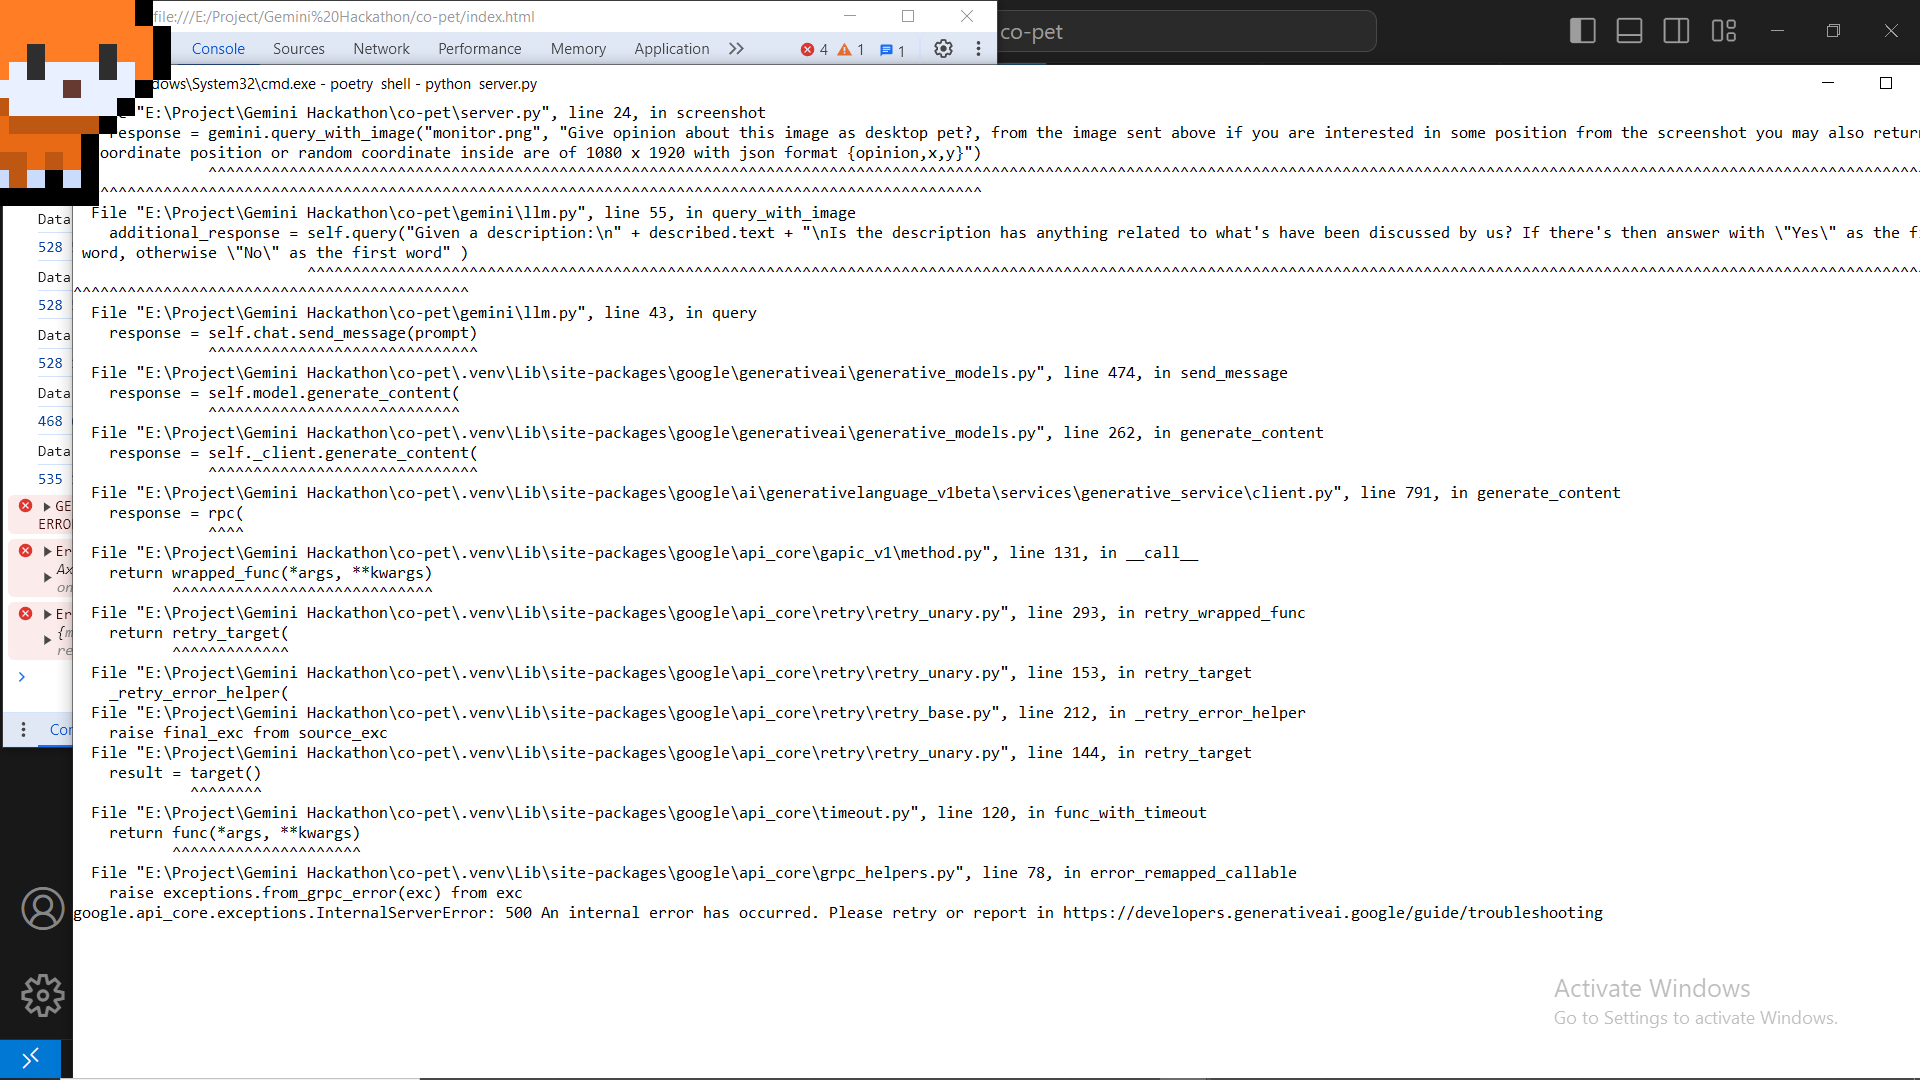 file:///E:/Project/Gemini%20Hackathon/co-pet/index.html
co-pet
Console Sources Network Performance Memory Application 4 1 1
dows\System32\cmd.exe - poetry shell - python server.py
"E:\Project\Gemini Hackathon\co-pet\server.py", line 24, in screenshot
response = gemini.query_with_image("monitor.png", "Give opinion about this image as desktop pet?, from the image sent above if you are interested in some position from the screenshot you may also retur
oordinate position or random coordinate inside are of 1080 x 1920 with json format {opinion,x,y}")
^^^^^^^^^^^^^^^^^^^^^^^^^^^^^^^^^^^^^^^^^^^^^^^^^^^^^^^^^^^^^^^^^^^^^^^^^^^^^^^^^^^^^^^^^^^^^^^^^^^^
^^^^^^^^^^^^^^^^^^^^^^^^^^^^^^^^^^^^^^^^^^^^^^^^^^^^^^^^^^^^^^^^^^^^^^^^^^^^^^^^^^^^^^^^^^^^^^^^^^
File "E:\Project\Gemini Hackathon\co-pet\gemini\llm.py", line 55, in query_with_image
additional_response = self.query("Given a description:\n" + described.text + "\nIs the description has anything related to what's have been discussed by us? If there's then answer with \"Yes\" as the fi
word, otherwise \"No\" as the first word" )
^^^^^^^^^^^^^^^^^^^^^^^^^^^^^^^^^^^^^^^^^^^^^^^^^^^^^^^^^^^^^^^^^^^^^^^^^^^^^^^^^^^^^^^^^^^^^^^^^^^^
^^^^^^^^^^^^^^^^^^^^^^^^^^^^^^^^^^^^^^^^^^^^
File "E:\Project\Gemini Hackathon\co-pet\gemini\llm.py", line 43, in query
response = self.chat.send_message(prompt)
^^^^^^^^^^^^^^^^^^^^^^^^^^^^^^
File "E:\Project\Gemini Hackathon\co-pet\.venv\Lib\site-packages\google\generativeai\generative_models.py", line 474, in send_message
response = self.model.generate_content(
^^^^^^^^^^^^^^^^^^^^^^^^^^^^
File "E:\Project\Gemini Hackathon\co-pet\.venv\Lib\site-packages\google\generativeai\generative_models.py", line 262, in generate_content
response = self._client.generate_content(
^^^^^^^^^^^^^^^^^^^^^^^^^^^^^^
File "E:\Project\Gemini Hackathon\co-pet\.venv\Lib\site-packages\google\ai\generativelanguage_v1beta\services\generative_service\client.py", line 791, in generate_content
response = rpc(
^^^^
File "E:\Project\Gemini Hackathon\co-pet\.venv\Lib\site-packages\google\api_core\gapic_v1\method.py", line 131, in __call__
return wrapped_func(*args, **kwargs)
^^^^^^^^^^^^^^^^^^^^^^^^^^^^^
File "E:\Project\Gemini Hackathon\co-pet\.venv\Lib\site-packages\google\api_core\retry\retry_unary.py", line 293, in retry_wrapped_func
return retry_target(
^^^^^^^^^^^^^
File "E:\Project\Gemini Hackathon\co-pet\.venv\Lib\site-packages\google\api_core\retry\retry_unary.py", line 153, in retry_target
_retry_error_helper(
File "E:\Project\Gemini Hackathon\co-pet\.venv\Lib\site-packages\google\api_core\retry\retry_base.py", line 212, in _retry_error_helper
raise final_exc from source_exc
File "E:\Project\Gemini Hackathon\co-pet\.venv\Lib\site-packages\google\api_core\retry\retry_unary.py", line 144, in retry_target
result = target()
^^^^^^^^
File "E:\Project\Gemini Hackathon\co-pet\.venv\Lib\site-packages\google\api_core\timeout.py", line 120, in func_with_timeout
return func(*args, **kwargs)
^^^^^^^^^^^^^^^^^^^^^
File "E:\Project\Gemini Hackathon\co-pet\.venv\Lib\site-packages\google\api_core\grpc_helpers.py", line 78, in error_remapped_callable
raise exceptions.from_grpc_error(exc) from exc
google.api_core.exceptions.InternalServerError: 500 An internal error has occurred. Please retry or report in https://developers.generativeai.google/guide/troubleshooting
Data
528
Data
528
Data
528
Data
468
Data
535
GE
ERRO
Er
Ax
on
Er
{m
re
Con
Activate Windows
Go to Settings to activate Windows.